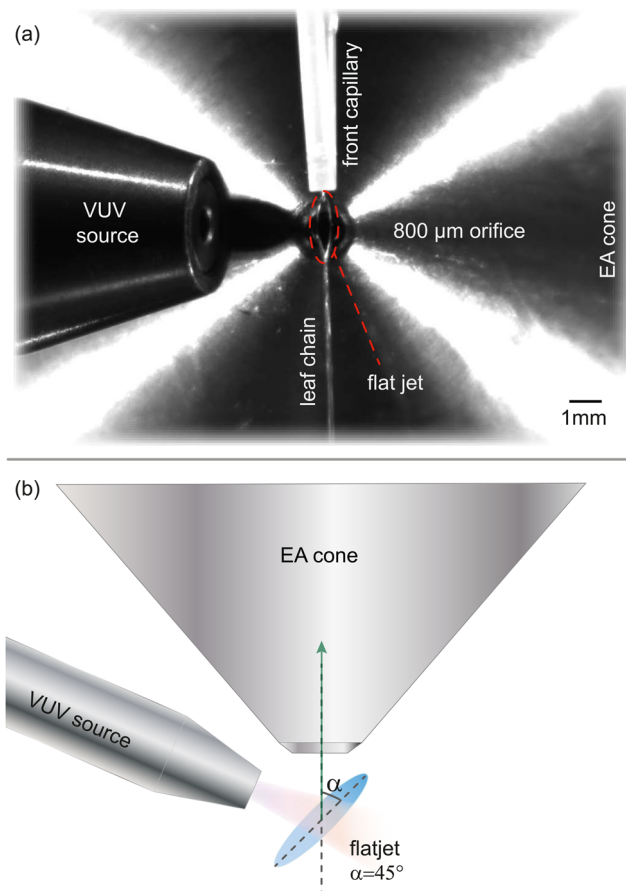 (a)
front capillary
VUV
source
800 µm orifice
EA cone
leaf chain
flat jet
1mm
(b)
EA cone
VUV source
α
flatjet
α=45°